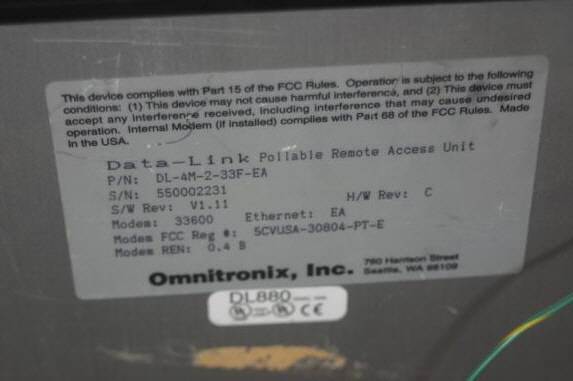 This device complies with Part 15 of the FCC Rules. Operation is subject to the following
conditions: (1) This device may not cause harmful interference, and (2) This device must
accept any interference received, including interference that may cause undesired
operation. Internal Modem (if installed) complies with Part 68 of the FCC Rules. Made
in the USA.
Data-Link Pollable Remote Access Unit
P/N: DL-4M-2-33F-EA
S/N: 550002231
S/W Rev: V1.11 H/W Rev: C
Modem: 33600 Ethernet: EA
Modem FCC Reg #: 5CVUSA-30804-PT-E
Modem REN: 0.4 B
Omnitronix, Inc. 760 Harrison Street
Seattle, WA 98109
DL880